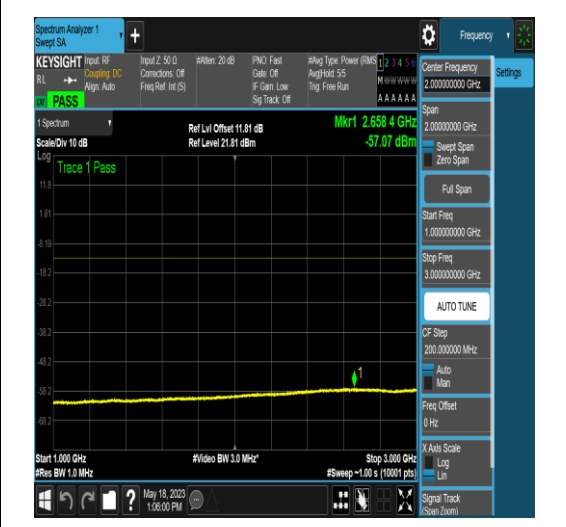 Spectrum Analyzer 1
Swept SA
Frequency
KEYSIGHT
RL
PASS
Input: RF
Coupling: DC
Align: Auto
Input Z: 50 Ω
Corrections: Off
Freq Ref: Int (S)
#Atten: 20 dB
PNO: Fast
Gate: Off
IF Gain: Low
Sig Track: Off
#Avg Type: Power (RMS
Avg|Hold: 5/5
Trig: Free Run
1 2 3 4 5 6
M W W W W W
A A A A A A
1 Spectrum
Scale/Div 10 dB
Ref Lvl Offset 11.81 dB
Ref Level 21.81 dBm
Mkr1 2.658 4 GHz
-57.07 dBm
Log
Trace 1 Pass
11.8
1.81
-8.19
-18.2
-28.2
-38.2
-48.2
-58.2
-68.2
1
Start 1.000 GHz
#Res BW 1.0 MHz
#Video BW 3.0 MHz*
Stop 3.000 GHz
#Sweep ~1.00 s (10001 pts)
Center Frequency
2.000000000 GHz
Settings
Span
2.00000000 GHz
Swept Span
Zero Span
Full Span
Start Freq
1.000000000 GHz
Stop Freq
3.000000000 GHz
AUTO TUNE
CF Step
200.000000 MHz
Auto
Man
Freq Offset
0 Hz
X Axis Scale
Log
Lin
Signal Track
(Span Zoom)
?
May 18, 2023
1:06:00 PM